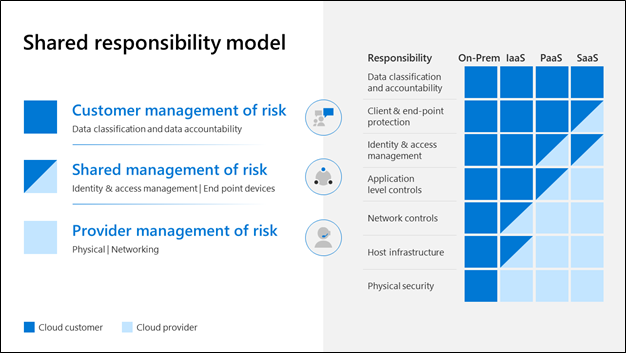 Shared responsibility model
Customer management of risk
Data classification and data accountability
Shared management of risk
Identity & access management | End point devices
Provider management of risk
Physical | Networking
Cloud customer
Cloud provider
Responsibility On-Prem IaaS PaaS SaaS
Data classification
and accountability
Client & end-point
protection
Identity & access
management
Application
level controls
Network controls
Host infrastructure
Physical security